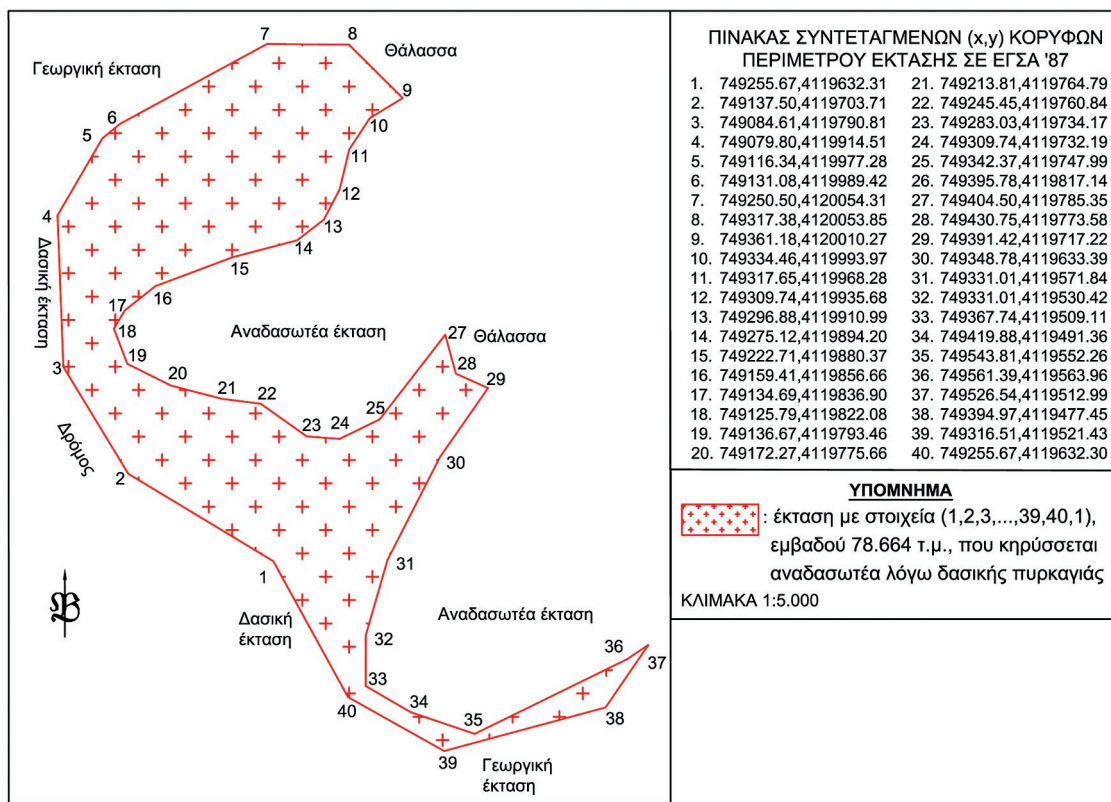 7
8
Θάλασσα
Γεωργική έκταση
9
6
10
5
11
12
4
13
14
Δασική έκταση
15
16
17
18
Αναδασωτέα έκταση
27
Θάλασσα
19
28
3
20
29
21
22
25
23
24
Δρόμος
30
2
31
1
Β
Δασική
έκταση
Αναδασωτέα έκταση
32
36
37
33
40
34
35
38
39
Γεωργική
έκταση
ΠΙΝΑΚΑΣ ΣΥΝΤΕΤΑΓΜΕΝΩΝ (x,y) ΚΟΡΥΦΩΝ
ΠΕΡΙΜΕΤΡΟΥ ΕΚΤΑΣΗΣ ΣΕ ΕΓΣΑ '87
1. 749255.67,4119632.31 21. 749213.81,4119764.79
2. 749137.50,4119703.71 22. 749245.45,4119760.84
3. 749084.61,4119790.81 23. 749283.03,4119734.17
4. 749079.80,4119914.51 24. 749309.74,4119732.19
5. 749116.34,4119977.28 25. 749342.37,4119747.99
6. 749131.08,4119989.42 26. 749395.78,4119817.14
7. 749250.50,4120054.31 27. 749404.50,4119785.35
8. 749317.38,4120053.85 28. 749430.75,4119773.58
9. 749361.18,4120010.27 29. 749391.42,4119717.22
10. 749334.46,4119993.97 30. 749348.78,4119633.39
11. 749317.65,4119968.28 31. 749331.01,4119571.84
12. 749309.74,4119935.68 32. 749331.01,4119530.42
13. 749296.88,4119910.99 33. 749367.74,4119509.11
14. 749275.12,4119894.20 34. 749419.88,4119491.36
15. 749222.71,4119880.37 35. 749543.81,4119552.26
16. 749159.41,4119856.66 36. 749561.39,4119563.96
17. 749134.69,4119836.90 37. 749526.54,4119512.99
18. 749125.79,4119822.08 38. 749394.97,4119477.45
19. 749136.67,4119793.46 39. 749316.51,4119521.43
20. 749172.27,4119775.66 40. 749255.67,4119632.30
ΥΠΟΜΝΗΜΑ
: έκταση με στοιχεία (1,2,3,...,39,40,1),
εμβαδού 78.664 τ.μ., που κηρύσσεται
αναδασωτέα λόγω δασικής πυρκαγιάς
ΚΛΙΜΑΚΑ 1:5.000